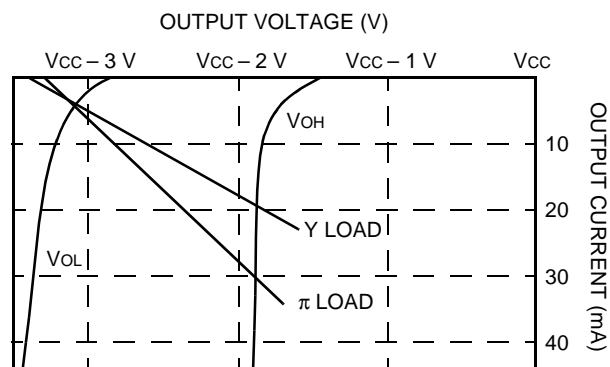 OUTPUT VOLTAGE (V)
VCC – 3 V VCC – 2 V VCC – 1 V VCC
VOH
10
20
Y LOAD
VOL
30
π LOAD
40
OUTPUT CURRENT (mA)